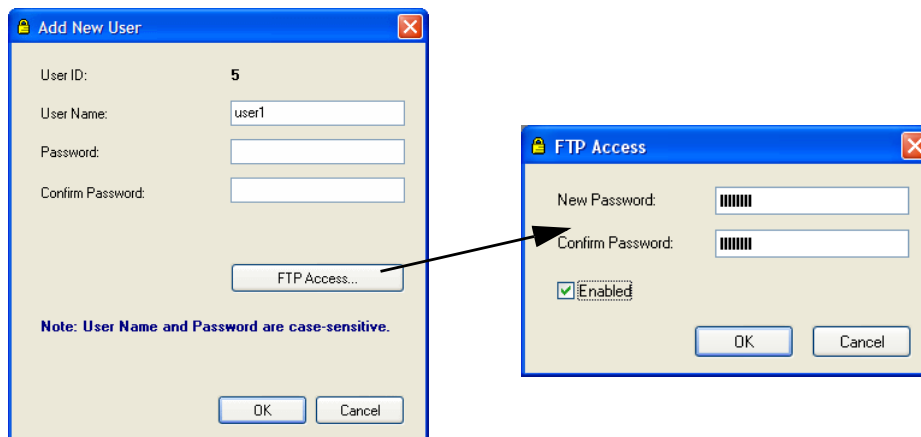 Add New User
User ID: 5
User Name: user1
Password:
Confirm Password:
FTP Access...
Note: User Name and Password are case-sensitive.
OK Cancel
FTP Access
New Password:
Confirm Password:
Enabled
OK Cancel